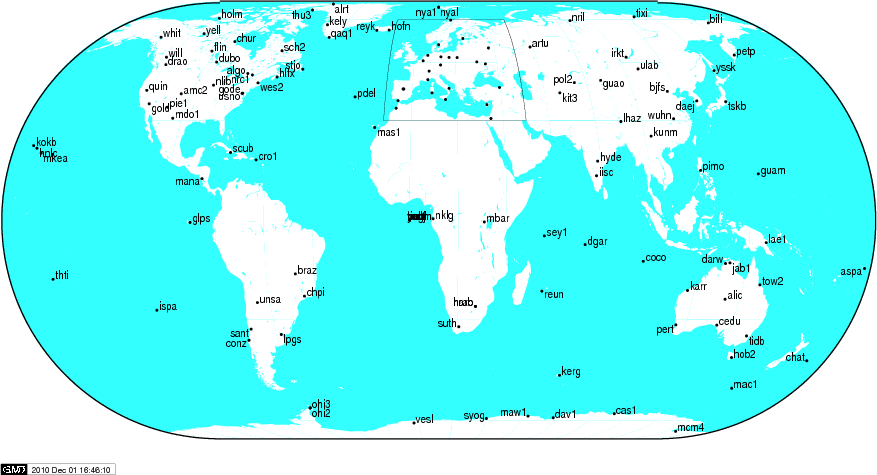 holm
thu3
alrt
nya1 nyal
nril
tixi
bili
kely
whit
yell
reyk
hofn
qaq1
chur
flin
sch2
artu
will
drao
dubo
irkt
petp
ulab
yssk
algo
stjo
nrc1
hlfx
pol2
guao
quin
nlib
wes2
bjfs
amc2
gode
usno
pdel
kit3
gold
pie1
daej
tskb
mdo1
wuhn
lhaz
mas1
kunm
kokb
hnlc
mkea
scub
cro1
hyde
iisc
pimo
guam
mana
glps
nklg
mbar
sey1
dgar
lae1
coco
darw
jab1
aspa
thti
braz
tow2
karr
alic
reun
chpi
unsa
ispa
suth
pert
cedu
sant
conz
lpgs
tidb
hob2
chat
kerg
mac1
ohi3
ohi2
vesl
syog
maw1
dav1
cas1
mcm4
GMD 2010 Dec 01 16:46:10